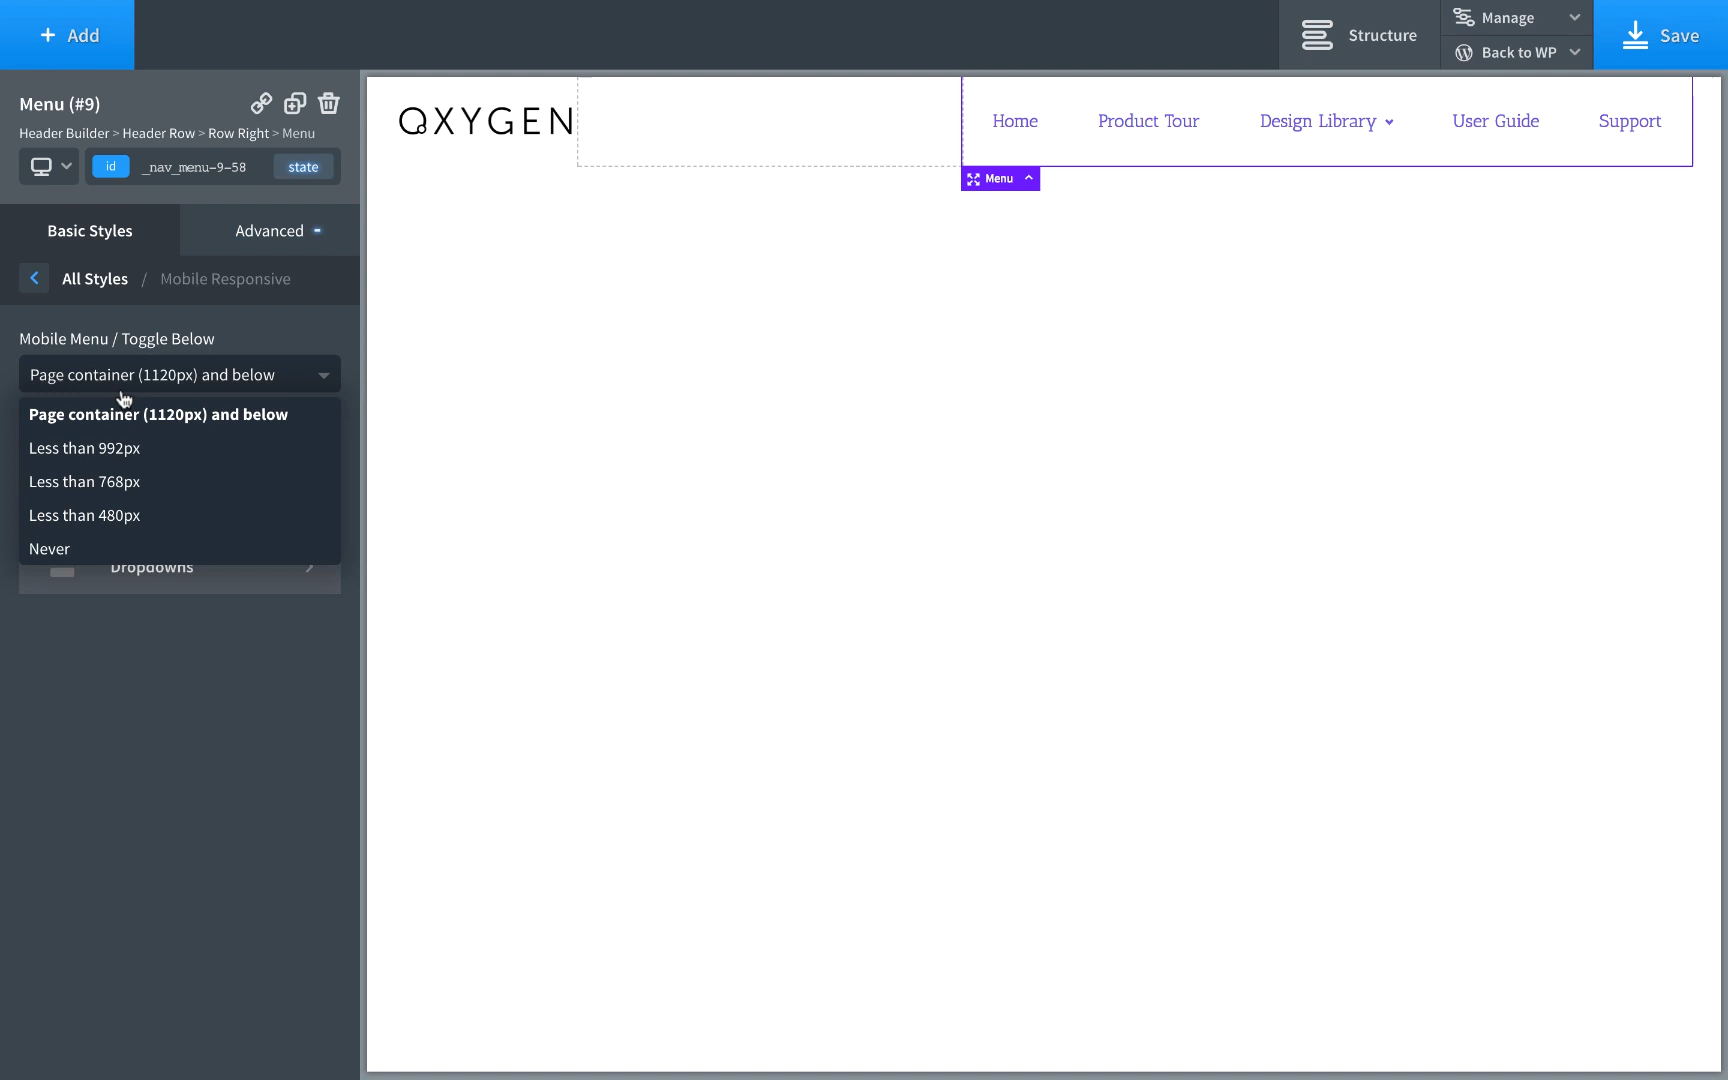 + Add
Structure
Manage
Back to WP
Save
Menu (#9)
Header Builder > Header Row > Row Right > Menu
id _nav_menu-9-58 state
Basic Styles
Advanced
All Styles / Mobile Responsive
Mobile Menu / Toggle Below
Page container (1120px) and below
Page container (1120px) and below
Less than 992px
Less than 768px
Less than 480px
Never
Dropdowns
OXYGEN
Home
Product Tour
Design Library
User Guide
Support
Menu